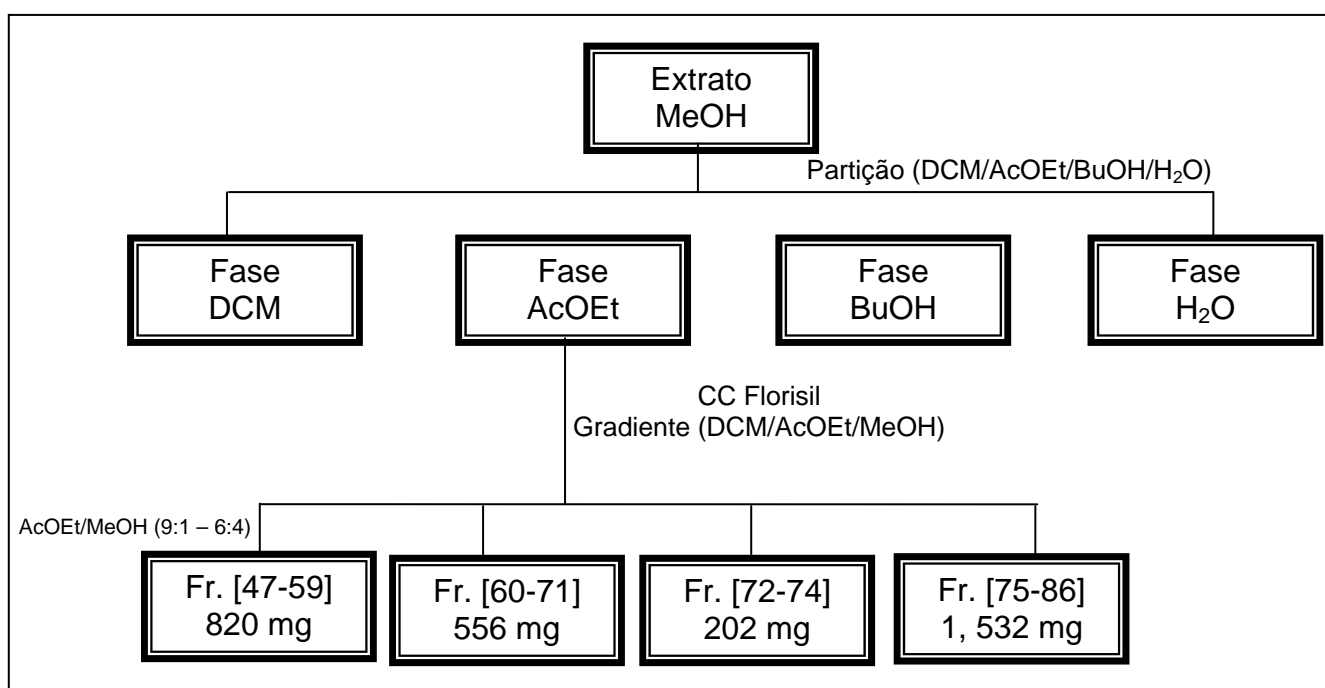 Extrato
MeOH
Partição (DCM/AcOEt/BuOH/H₂O)
Fase
DCM
Fase
AcOEt
Fase
BuOH
Fase
H₂O
CC Florisil
Gradiente (DCM/AcOEt/MeOH)
AcOEt/MeOH (9:1 – 6:4)
Fr. [47-59]
820 mg
Fr. [60-71]
556 mg
Fr. [72-74]
202 mg
Fr. [75-86]
1, 532 mg